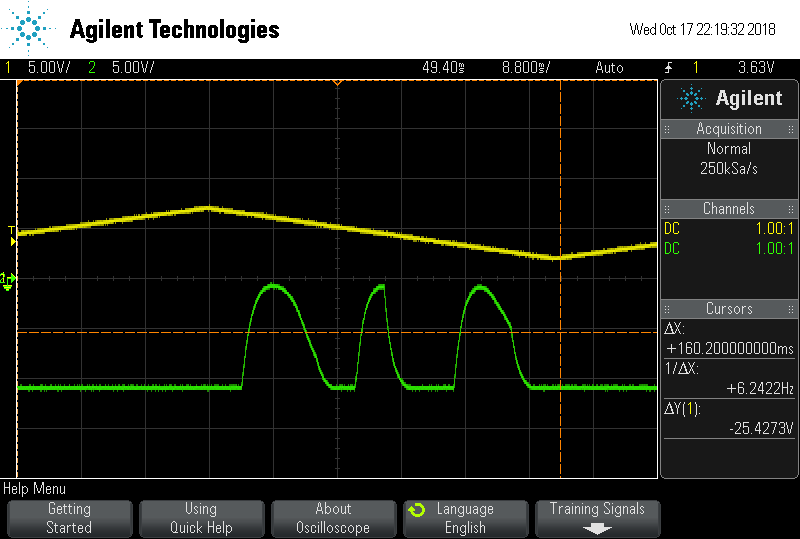 Agilent Technologies
Wed Oct 17 22:19:32 2018
1 5.00V/ 2 5.00V/ 49.40ms 8.800ms/ Auto 1 3.63V
Agilent
Acquisition
Normal
250kSa/s
Channels
DC 1.00:1
DC 1.00:1
Cursors
ΔX:
+160.200000000ms
1/ΔX:
+6.2422Hz
ΔY(1):
-25.4273V
T
Help Menu
Getting
Started
Using
Quick Help
About
Oscilloscope
Language
English
Training Signals